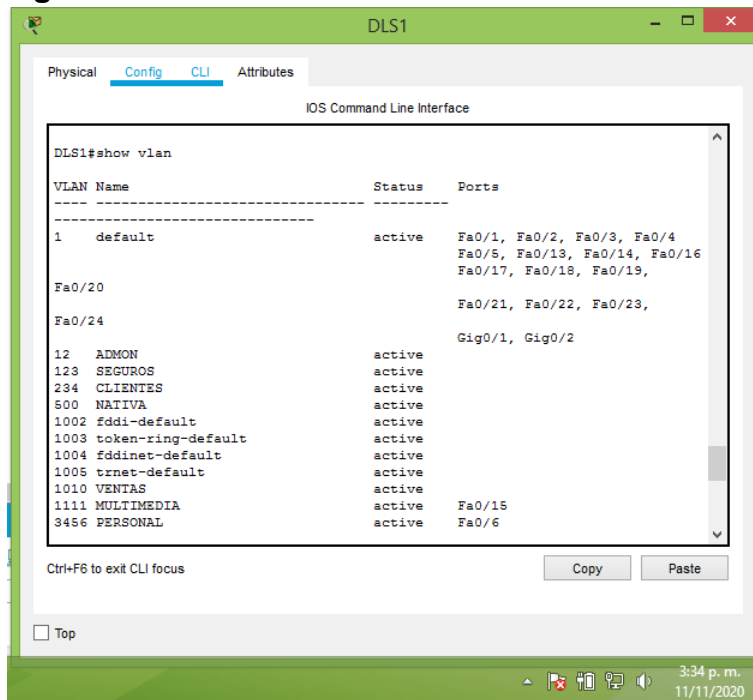 DLS1
Physical Config CLI Attributes
IOS Command Line Interface
DLS1#show vlan
VLAN Name Status Ports
---- -------------------------------- ---------
-------------------------------
1 default active Fa0/1, Fa0/2, Fa0/3, Fa0/4
Fa0/5, Fa0/13, Fa0/14, Fa0/16
Fa0/17, Fa0/18, Fa0/19,
Fa0/20
Fa0/21, Fa0/22, Fa0/23,
Fa0/24
Gig0/1, Gig0/2
12 ADMON active
123 SEGUROS active
234 CLIENTES active
500 NATIVA active
1002 fddi-default active
1003 token-ring-default active
1004 fddinet-default active
1005 trnet-default active
1010 VENTAS active
1111 MULTIMEDIA active Fa0/15
3456 PERSONAL active Fa0/6
Ctrl+F6 to exit CLI focus
Copy Paste
Top
3:34 p. m.
11/11/2020